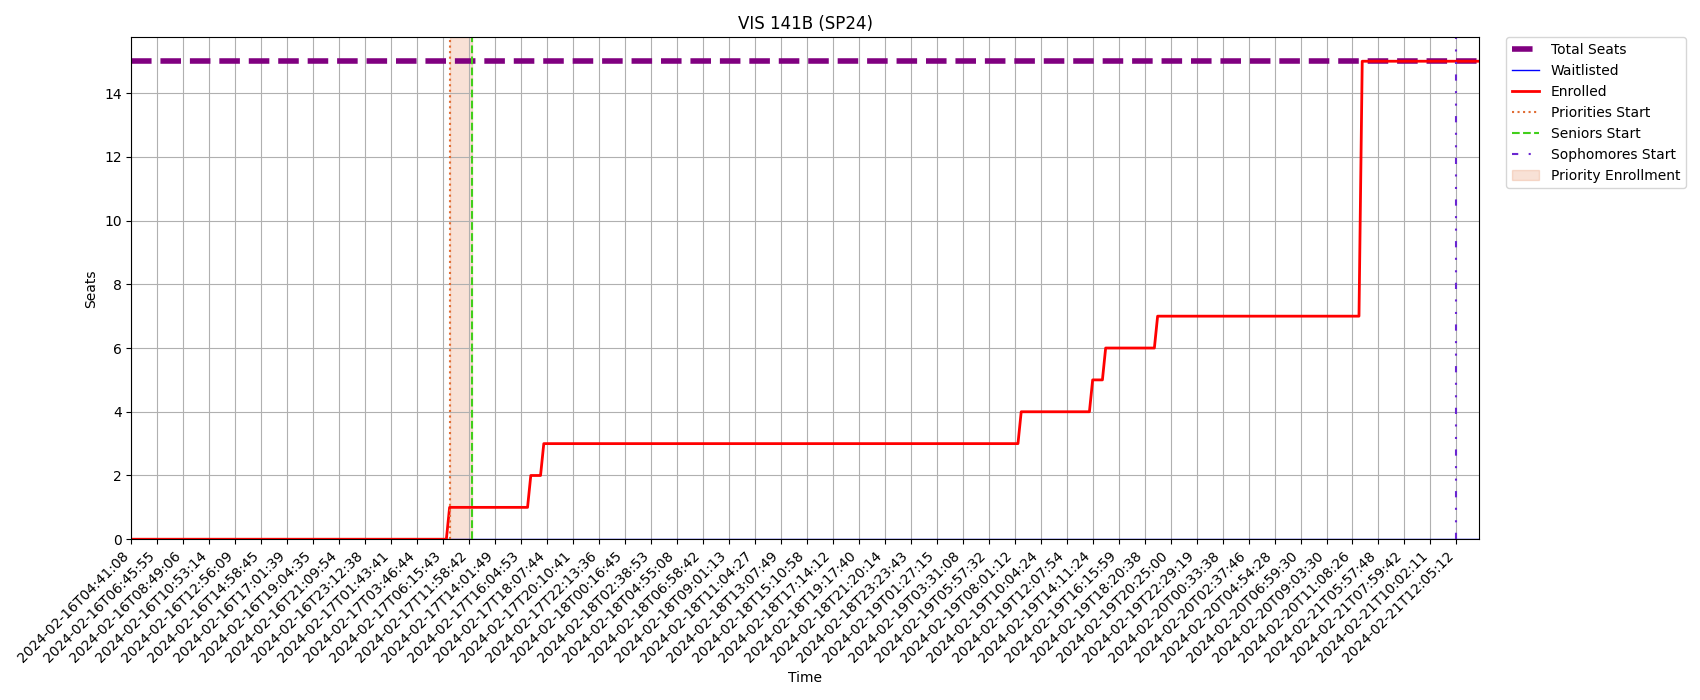 VIS 141B (SP24)
Total Seats
Waitlisted
Enrolled
Priorities Start
Seniors Start
Sophomores Start
Priority Enrollment
Seats
14
12
10
8
6
4
2
0
2024-02-16T04:41:08
2024-02-16T06:45:55
2024-02-16T08:49:06
2024-02-16T10:53:14
2024-02-16T12:56:09
2024-02-16T14:58:45
2024-02-16T17:01:39
2024-02-16T19:04:35
2024-02-16T21:09:54
2024-02-16T23:12:38
2024-02-17T01:43:41
2024-02-17T03:46:44
2024-02-17T06:15:43
2024-02-17T11:58:42
2024-02-17T14:01:49
2024-02-17T16:04:53
2024-02-17T18:07:44
2024-02-17T20:10:41
2024-02-17T22:13:36
2024-02-18T00:16:45
2024-02-18T02:38:53
2024-02-18T04:55:08
2024-02-18T06:58:42
2024-02-18T09:01:13
2024-02-18T11:04:27
2024-02-18T13:07:49
2024-02-18T15:10:58
2024-02-18T17:14:12
2024-02-18T19:17:40
2024-02-18T21:20:14
2024-02-18T23:23:43
2024-02-19T01:27:15
2024-02-19T03:31:08
2024-02-19T05:57:32
2024-02-19T08:01:12
2024-02-19T10:04:24
2024-02-19T12:07:54
2024-02-19T14:11:24
2024-02-19T16:15:59
2024-02-19T18:20:38
2024-02-19T20:25:00
2024-02-19T22:29:19
2024-02-20T00:33:38
2024-02-20T02:37:46
2024-02-20T04:54:28
2024-02-20T06:59:30
2024-02-20T09:03:30
2024-02-20T11:08:26
2024-02-21T05:57:48
2024-02-21T07:59:42
2024-02-21T10:02:11
2024-02-21T12:05:12
Time